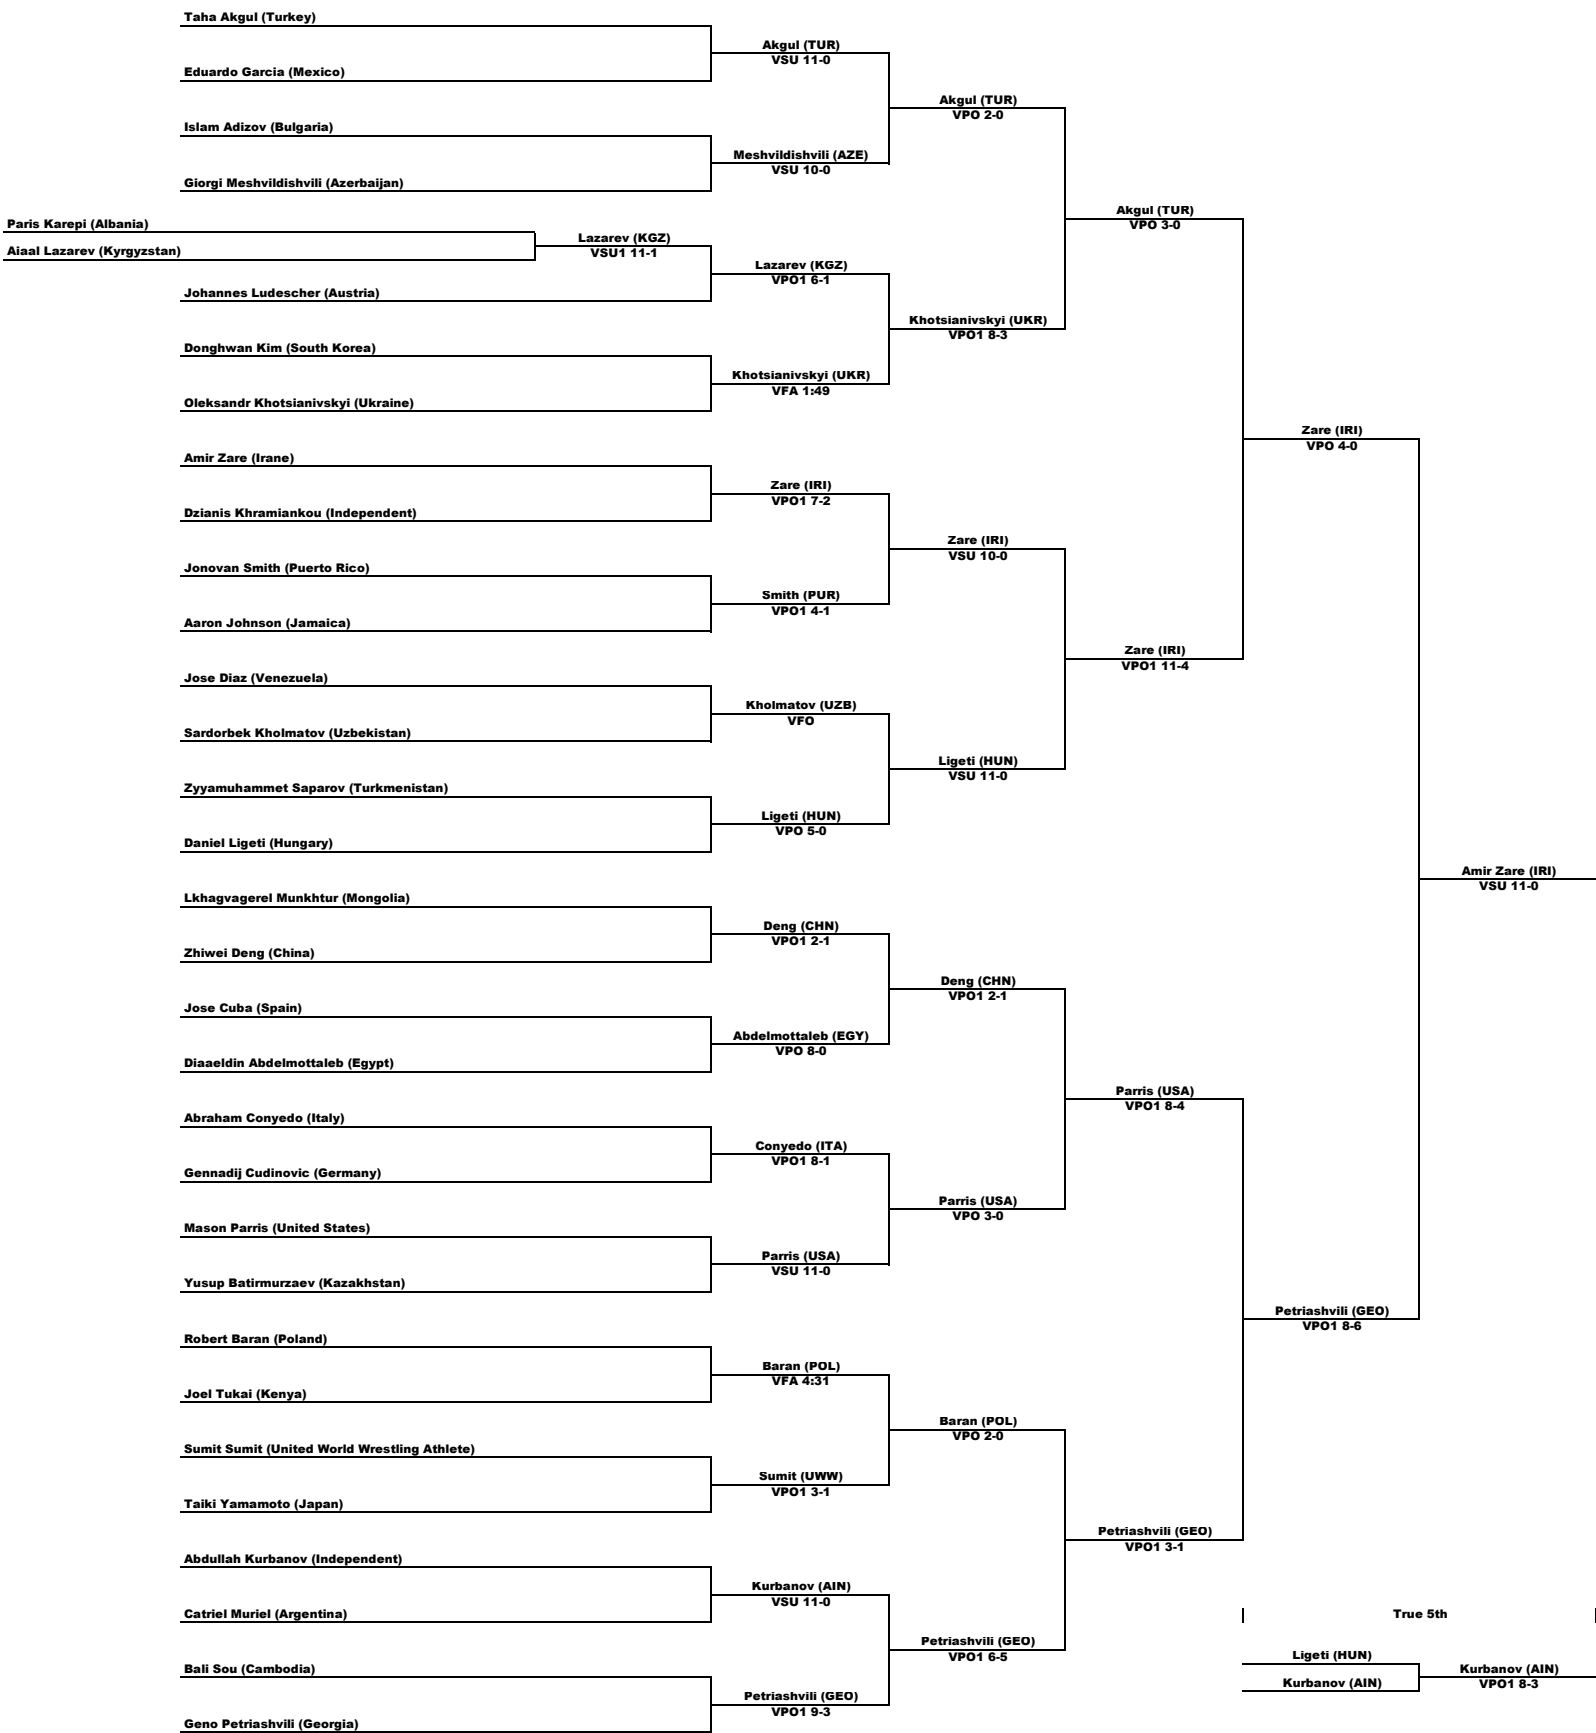 Taha Akgul (Turkey)
Akgul (TUR)
VSU 11-0
Eduardo Garcia (Mexico)
Akgul (TUR)
VPO 2-0
Islam Adizov (Bulgaria)
Meshvildishvili (AZE)
VSU 10-0
Giorgi Meshvildishvili (Azerbaijan)
Akgul (TUR)
VPO 3-0
Paris Karepi (Albania)
Lazarev (KGZ)
VSU1 11-1
Aiaal Lazarev (Kyrgyzstan)
Lazarev (KGZ)
VPO1 6-1
Johannes Ludescher (Austria)
Khotsianivskyi (UKR)
VPO1 8-3
Donghwan Kim (South Korea)
Khotsianivskyi (UKR)
VFA 1:49
Oleksandr Khotsianivskyi (Ukraine)
Zare (IRI)
VPO 4-0
Amir Zare (Irane)
Zare (IRI)
VPO1 7-2
Dzianis Khramiankou (Independent)
Zare (IRI)
VSU 10-0
Jonovan Smith (Puerto Rico)
Smith (PUR)
VPO1 4-1
Aaron Johnson (Jamaica)
Zare (IRI)
VPO1 11-4
Jose Diaz (Venezuela)
Kholmatov (UZB)
VFO
Sardorbek Kholmatov (Uzbekistan)
Ligeti (HUN)
VSU 11-0
Zyyamuhammet Saparov (Turkmenistan)
Ligeti (HUN)
VPO 5-0
Daniel Ligeti (Hungary)
Amir Zare (IRI)
VSU 11-0
Lkhagvagerel Munkhtur (Mongolia)
Deng (CHN)
VPO1 2-1
Zhiwei Deng (China)
Deng (CHN)
VPO1 2-1
Jose Cuba (Spain)
Abdelmottaleb (EGY)
VPO 8-0
Diaaeldin Abdelmottaleb (Egypt)
Parris (USA)
VPO1 8-4
Abraham Conyedo (Italy)
Conyedo (ITA)
VPO1 8-1
Gennadij Cudinovic (Germany)
Parris (USA)
VPO 3-0
Mason Parris (United States)
Parris (USA)
VSU 11-0
Yusup Batirmurzaev (Kazakhstan)
Petriashvili (GEO)
VPO1 8-6
Robert Baran (Poland)
Baran (POL)
VFA 4:31
Joel Tukai (Kenya)
Baran (POL)
VPO 2-0
Sumit Sumit (United World Wrestling Athlete)
Sumit (UWW)
VPO1 3-1
Taiki Yamamoto (Japan)
Petriashvili (GEO)
VPO1 3-1
Abdullah Kurbanov (Independent)
Kurbanov (AIN)
VSU 11-0
Catriel Muriel (Argentina)
Petriashvili (GEO)
VPO1 6-5
Bali Sou (Cambodia)
Petriashvili (GEO)
VPO1 9-3
Geno Petriashvili (Georgia)
True 5th
Ligeti (HUN)
Kurbanov (AIN)
Kurbanov (AIN)
VPO1 8-3